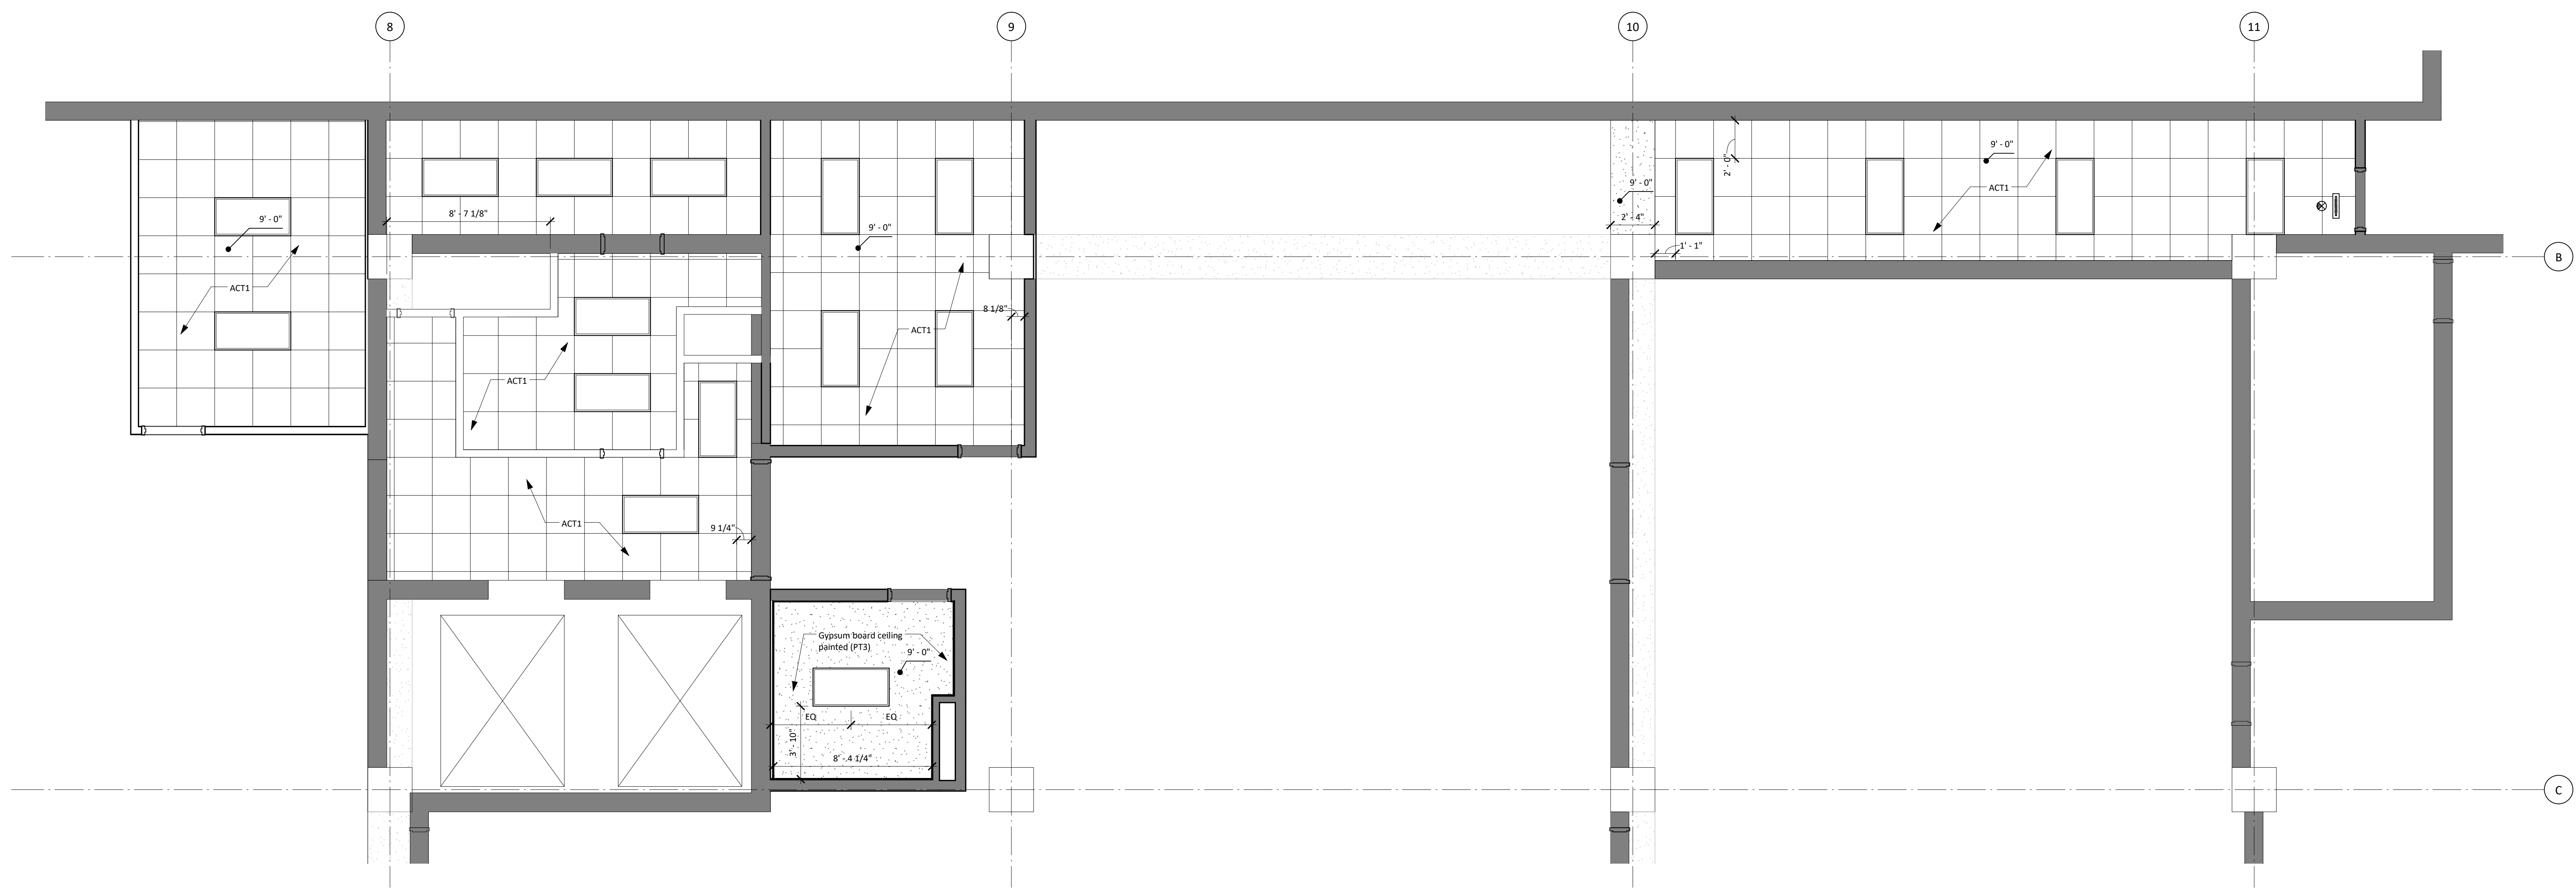 8
9
10
11
9' - 0"
2' - 0"
9' - 0"
ACT1
8' - 7 1/8"
9' - 0"
2' - 4"
9' - 0"
9' - 0"
1' - 1"
B
ACT1
8 1/8"
ACT1
ACT1
ACT1
9 1/4"
Gypsum board ceiling
painted (PT3)
9' - 0"
EQ
EQ
3' - 10"
8' - 4 1/4"
C